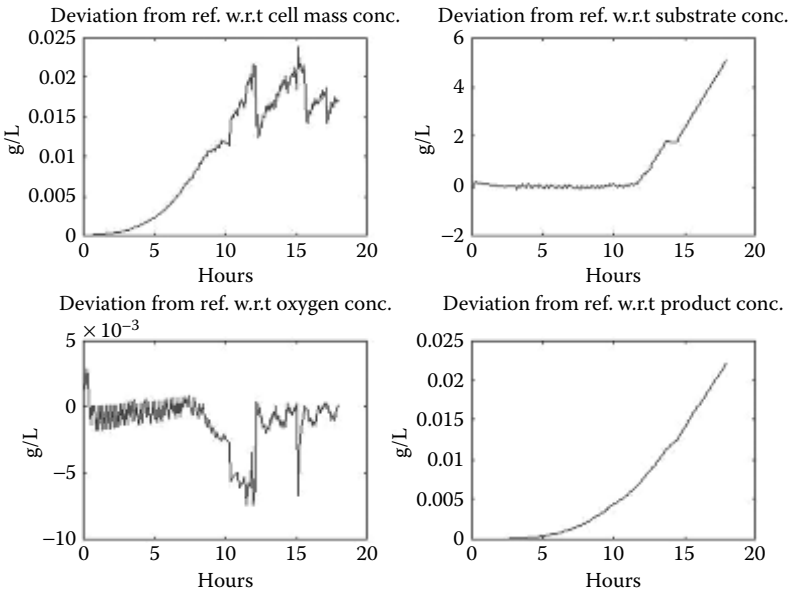 Deviation from ref. w.r.t cell mass conc.
0.025
0.02
0.015
0.01
0.005
0
g/L
0 5 10 15 20
Hours
Deviation from ref. w.r.t substrate conc.
6
4
2
0
−2
g/L
0 5 10 15 20
Hours
Deviation from ref. w.r.t oxygen conc.
5 × 10−3
0
−5
−10
g/L
0 5 10 15 20
Hours
Deviation from ref. w.r.t product conc.
0.025
0.02
0.015
0.01
0.005
0
g/L
0 5 10 15 20
Hours